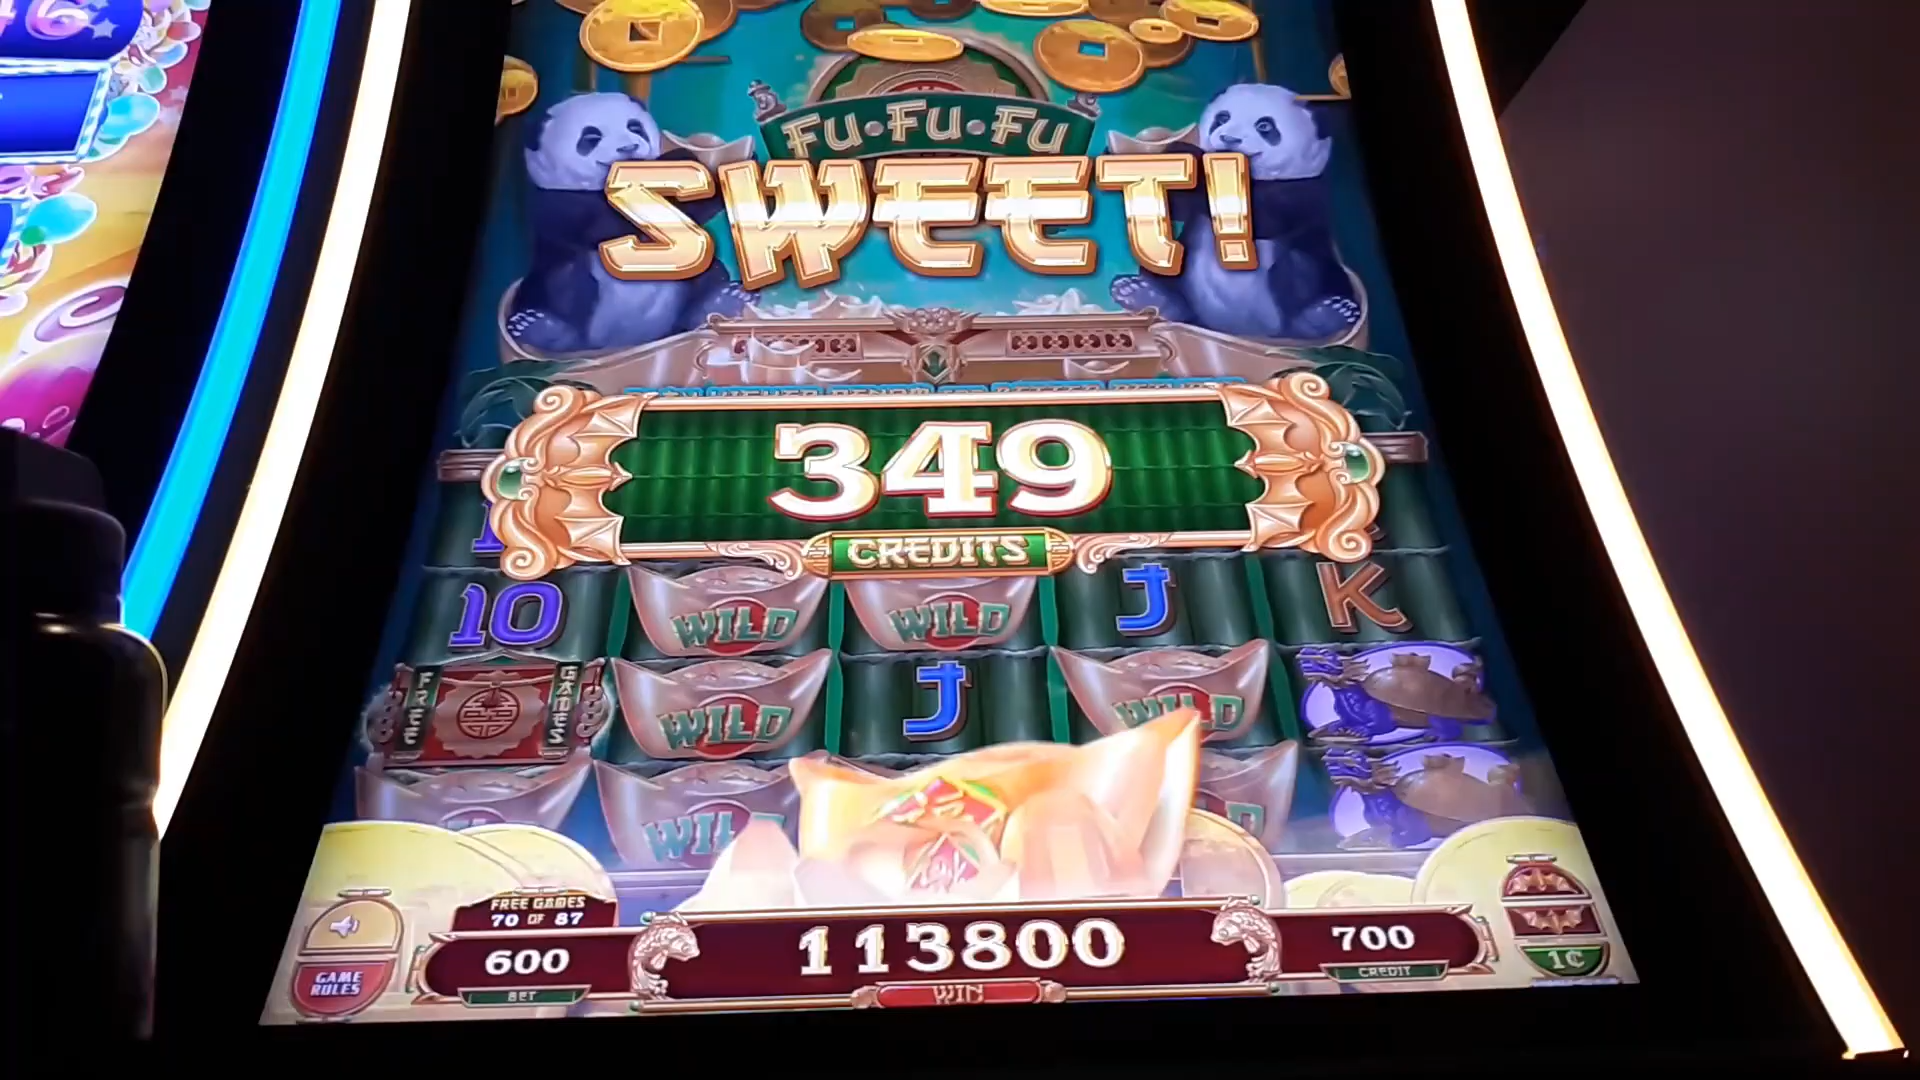 FU•FU•FU
SWEET!
349
CREDITS
K
10
WILD
WILD
J
K
FREE
GAMES
WILD
J
WILD
WILD
FREE GAMES
70 OF 87
600
BET
113800
WIN
700
CREDIT
1¢
GAME
RULES